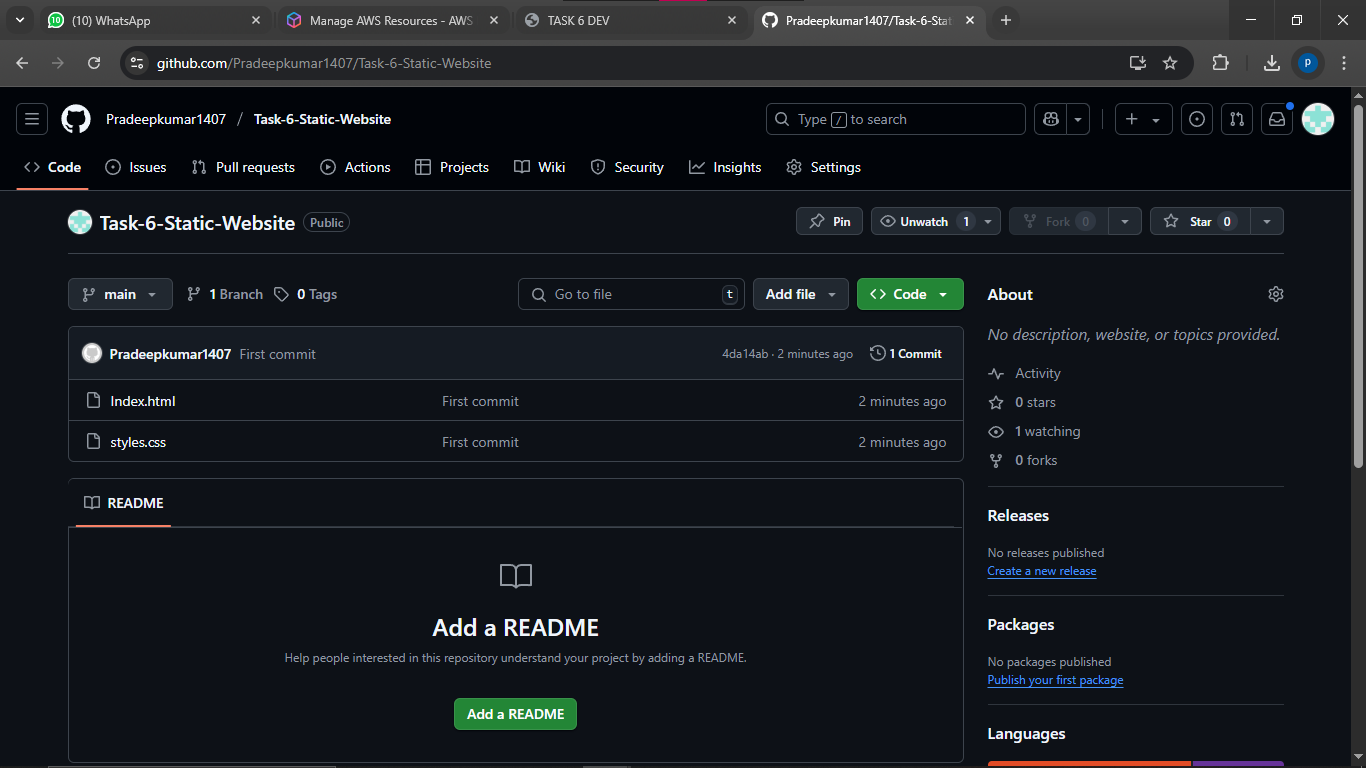 (10) WhatsApp
Manage AWS Resources - AWS
TASK 6 DEV
Pradeepkumar1407/Task-6-Stat
github.com/Pradeepkumar1407/Task-6-Static-Website
p
Pradeepkumar1407 / Task-6-Static-Website
Type / to search
Code Issues Pull requests Actions Projects Wiki Security Insights Settings
Task-6-Static-Website Public
Pin Unwatch 1 Fork 0 Star 0
main 1 Branch 0 Tags Go to file t Add file Code
Pradeepkumar1407 First commit 4da14ab · 2 minutes ago 1 Commit
Index.html First commit 2 minutes ago
styles.css First commit 2 minutes ago
README
Add a README
Help people interested in this repository understand your project by adding a README.
Add a README
About
No description, website, or topics provided.
Activity
0 stars
1 watching
0 forks
Releases
No releases published
Create a new release
Packages
No packages published
Publish your first package
Languages